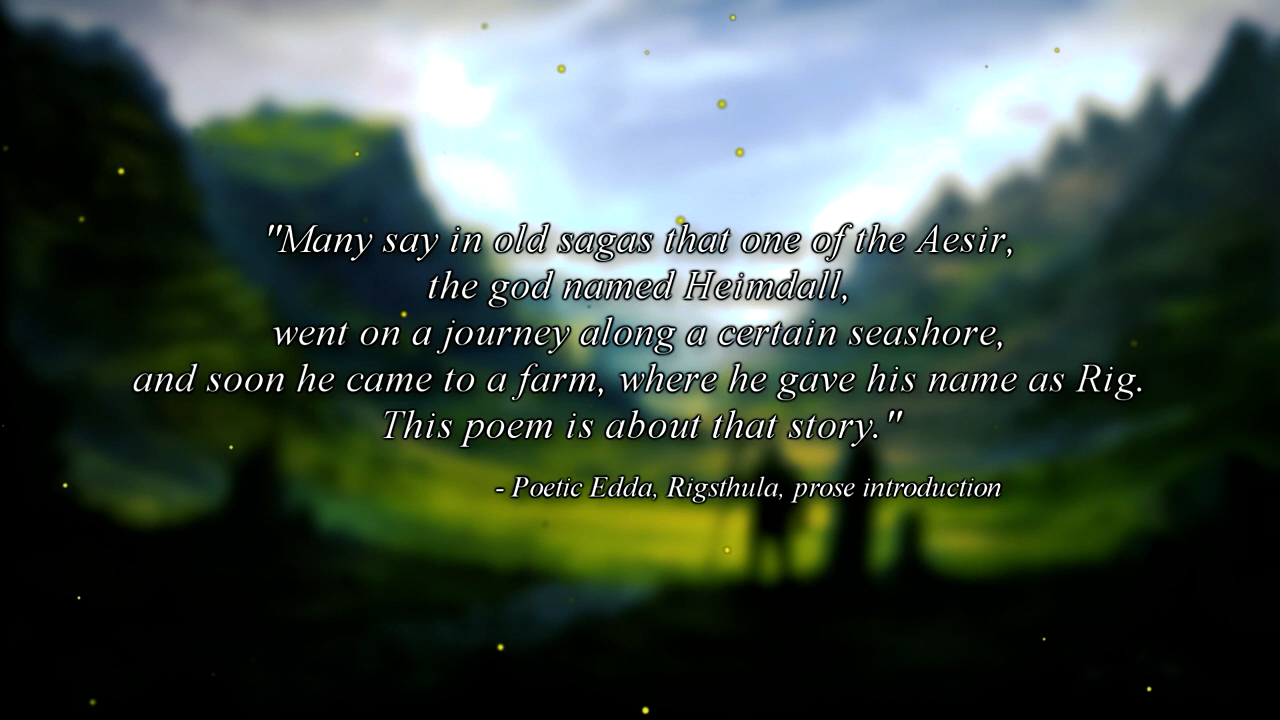 "Many say in old sagas that one of the Aesir,
the god named Heimdall,
went on a journey along a certain seashore,
and soon he came to a farm, where he gave his name as Rig.
This poem is about that story."
- Poetic Edda, Rigsthula, prose introduction